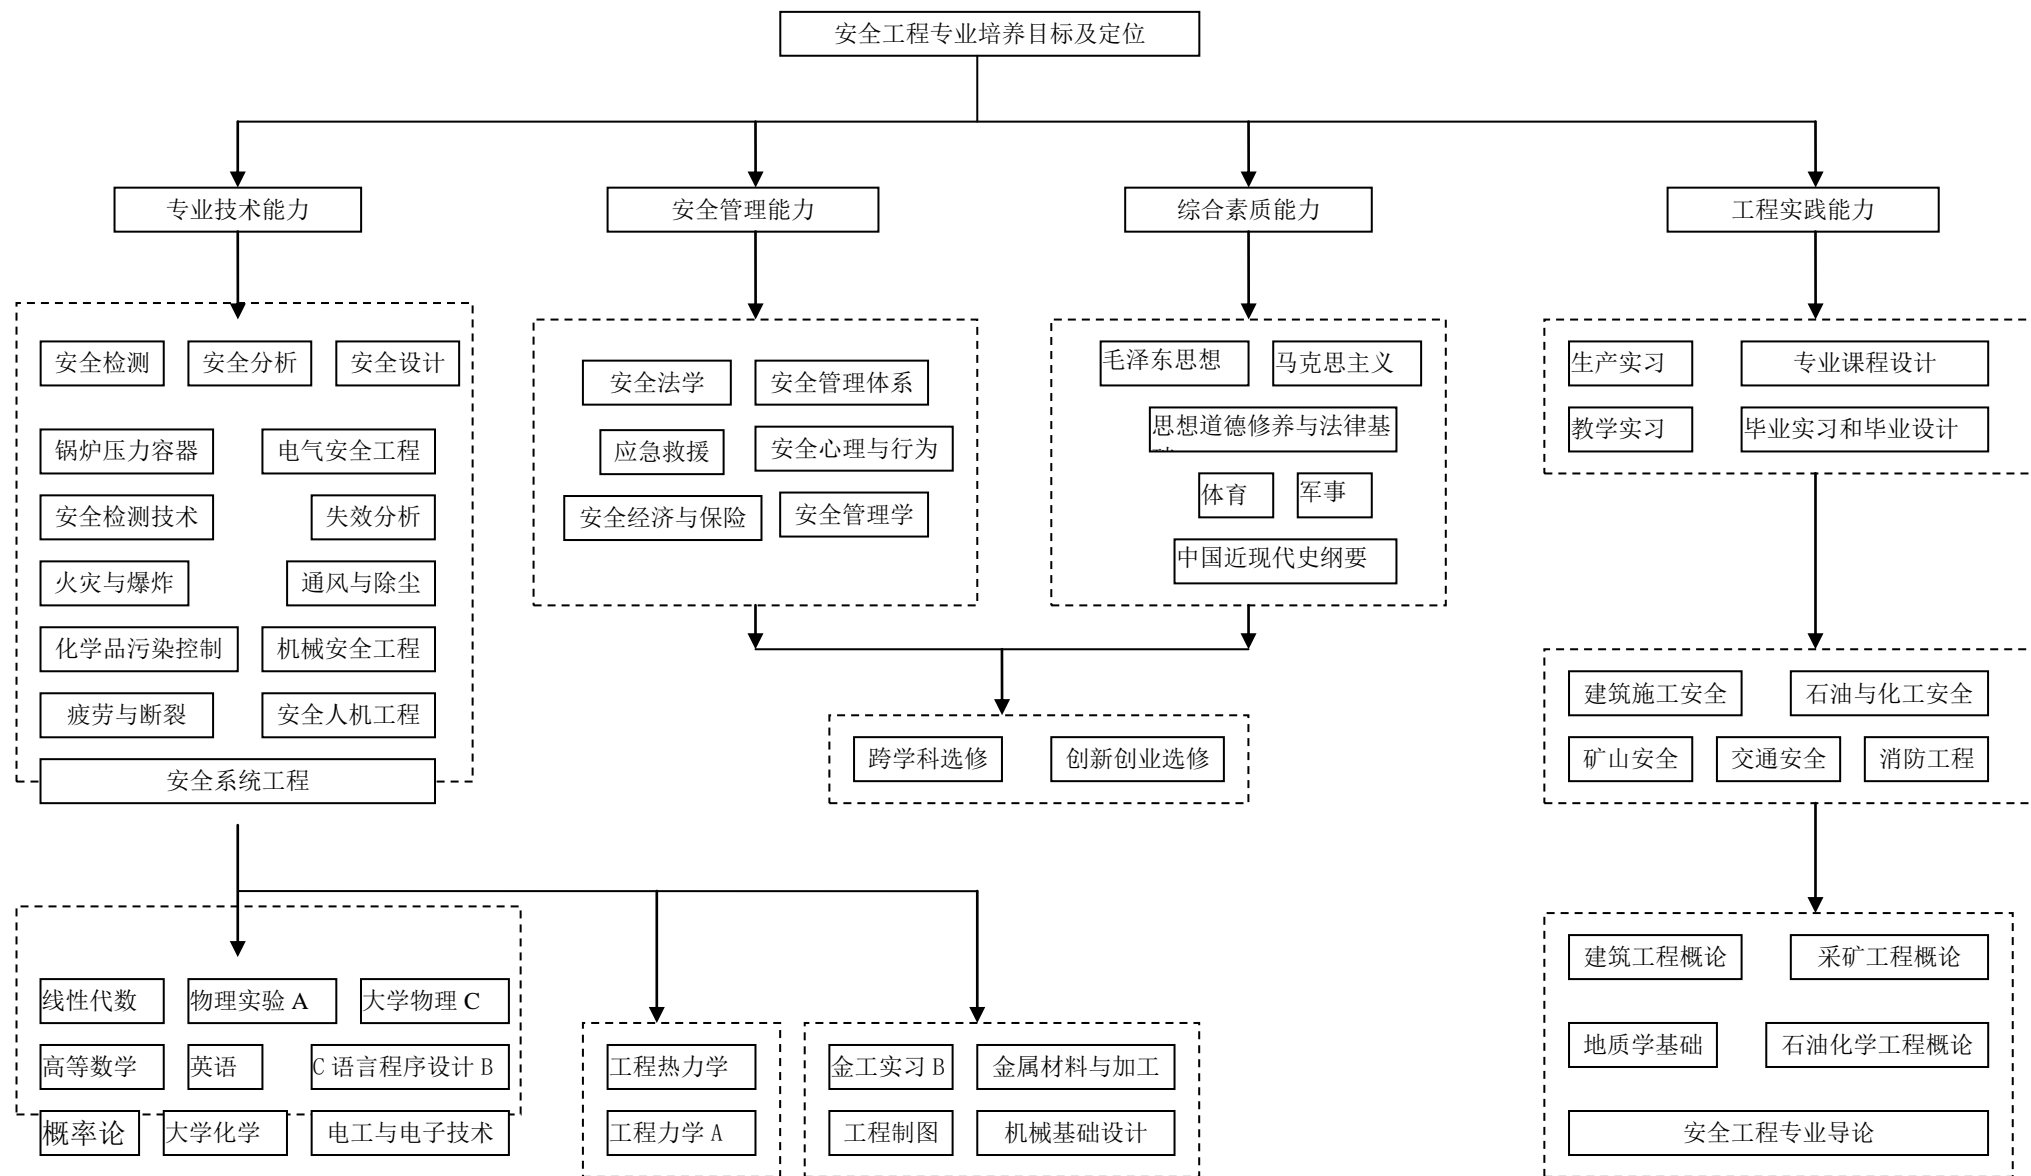 安全工程专业培养目标及定位
专业技术能力
安全管理能力
综合素质能力
工程实践能力
安全检测
安全分析
安全设计
锅炉压力容器
电气安全工程
安全检测技术
失效分析
火灾与爆炸
通风与除尘
化学品污染控制
机械安全工程
疲劳与断裂
安全人机工程
安全系统工程
安全法学
安全管理体系
应急救援
安全心理与行为
安全经济与保险
安全管理学
毛泽东思想
马克思主义
思想道德修养与法律基
体育
军事
中国近现代史纲要
跨学科选修
创新创业选修
生产实习
专业课程设计
教学实习
毕业实习和毕业设计
建筑施工安全
石油与化工安全
矿山安全
交通安全
消防工程
线性代数
物理实验 A
大学物理 C
高等数学
英语
C 语言程序设计 B
概率论
大学化学
电工与电子技术
工程热力学
工程力学 A
金工实习 B
金属材料与加工
工程制图
机械基础设计
建筑工程概论
采矿工程概论
地质学基础
石油化学工程概论
安全工程专业导论